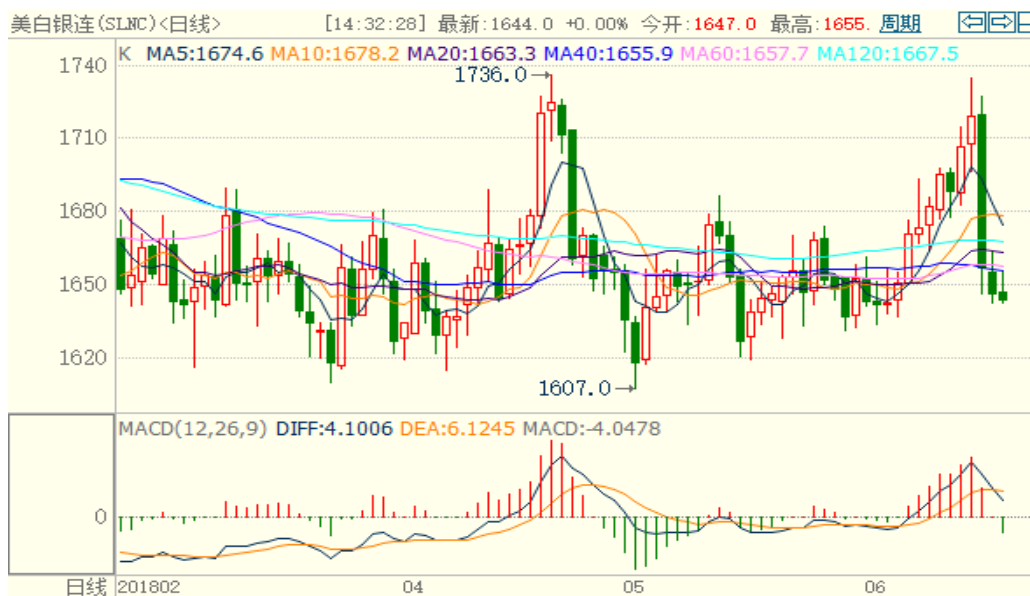 美白银连(SLNC)<日线> [14:32:28] 最新:1644.0 +0.00% 今开:1647.0 最高:1655. 周期
K MA5:1674.6 MA10:1678.2 MA20:1663.3 MA40:1655.9 MA60:1657.7 MA120:1667.5
1740
1736.0
1710
1680
1650
1620
1607.0
MACD(12,26,9) DIFF:4.1006 DEA:6.1245 MACD:-4.0478
0
日线 201802 04 05 06